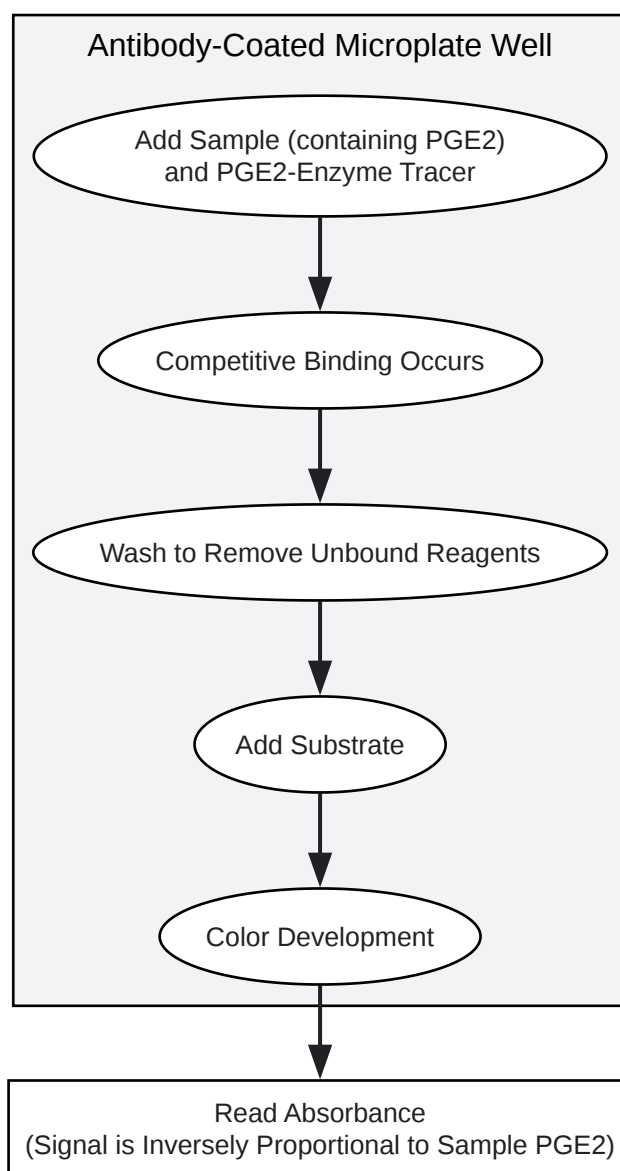 Antibody-Coated Microplate Well
Add Sample (containing PGE2)
and PGE2-Enzyme Tracer
Competitive Binding Occurs
Wash to Remove Unbound Reagents
Add Substrate
Color Development
Read Absorbance
(Signal is Inversely Proportional to Sample PGE2)